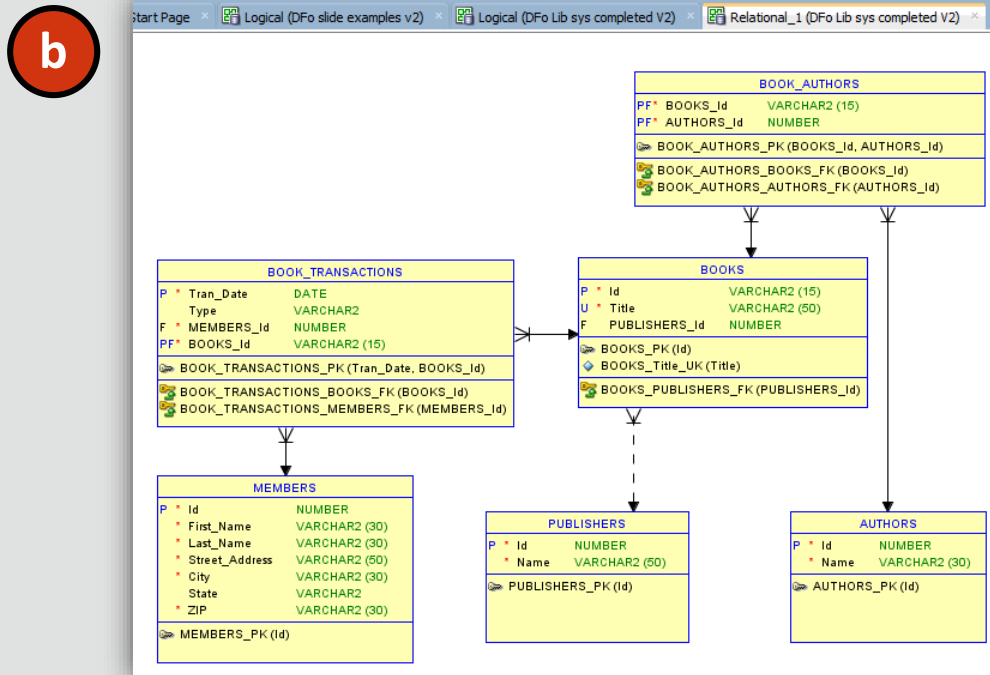 b
Start Page × Logical (DFo slide examples v2) × Logical (DFo Lib sys completed V2) × Relational_1 (DFo Lib sys completed V2) ×
BOOK_AUTHORS
PF* BOOKS_Id VARCHAR2 (15)
PF* AUTHORS_Id NUMBER
BOOK_AUTHORS_PK (BOOKS_Id, AUTHORS_Id)
BOOK_AUTHORS_BOOKS_FK (BOOKS_Id)
BOOK_AUTHORS_AUTHORS_FK (AUTHORS_Id)
BOOK_TRANSACTIONS
P * Tran_Date DATE
Type VARCHAR2
F * MEMBERS_Id NUMBER
PF* BOOKS_Id VARCHAR2 (15)
BOOK_TRANSACTIONS_PK (Tran_Date, BOOKS_Id)
BOOK_TRANSACTIONS_BOOKS_FK (BOOKS_Id)
BOOK_TRANSACTIONS_MEMBERS_FK (MEMBERS_Id)
BOOKS
P * Id VARCHAR2 (15)
U * Title VARCHAR2 (50)
F PUBLISHERS_Id NUMBER
BOOKS_PK (Id)
BOOKS_Title_UK (Title)
BOOKS_PUBLISHERS_FK (PUBLISHERS_Id)
MEMBERS
P * Id NUMBER
* First_Name VARCHAR2 (30)
* Last_Name VARCHAR2 (30)
* Street_Address VARCHAR2 (50)
* City VARCHAR2 (30)
State VARCHAR2
* ZIP VARCHAR2 (30)
MEMBERS_PK (Id)
PUBLISHERS
P * Id NUMBER
* Name VARCHAR2 (50)
PUBLISHERS_PK (Id)
AUTHORS
P * Id NUMBER
* Name VARCHAR2 (30)
AUTHORS_PK (Id)